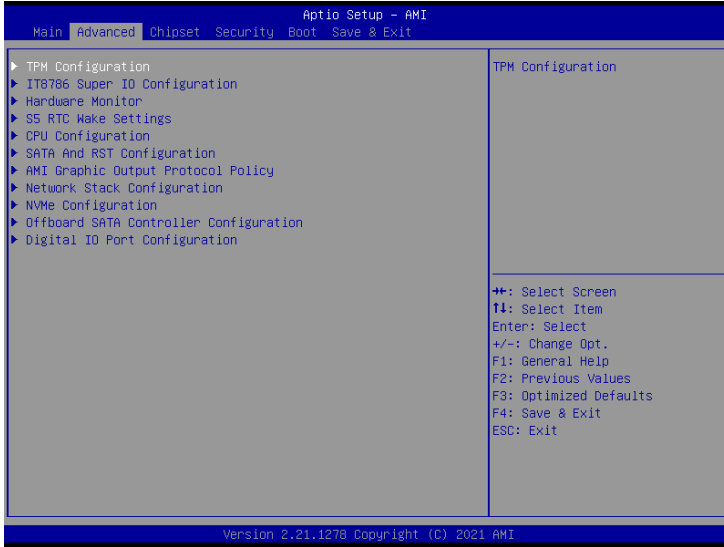 Aptio Setup – AMI
Main Advanced Chipset Security Boot Save & Exit
TPM Configuration
IT8786 Super IO Configuration
Hardware Monitor
S5 RTC Wake Settings
CPU Configuration
SATA And RST Configuration
AMI Graphic Output Protocol Policy
Network Stack Configuration
NVMe Configuration
Offboard SATA Controller Configuration
Digital IO Port Configuration
TPM Configuration
→←: Select Screen
↑↓: Select Item
Enter: Select
+/-: Change Opt.
F1: General Help
F2: Previous Values
F3: Optimized Defaults
F4: Save & Exit
ESC: Exit
Version 2.21.1278 Copyright (C) 2021 AMI